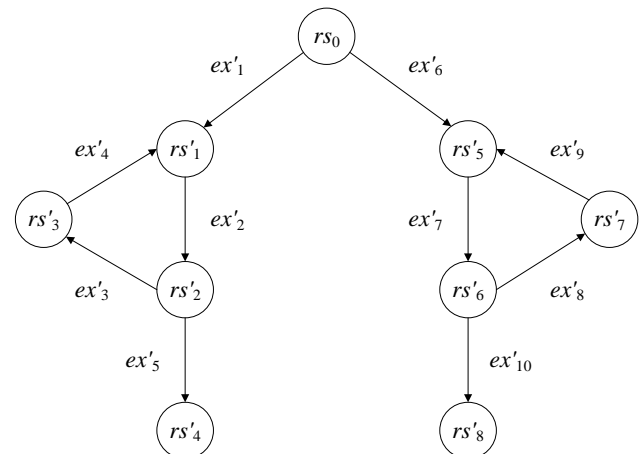 rs₀
ex′₁ ex′₆
ex′₄ rs′₁ rs′₅ ex′₉
rs′₃ ex′₂ ex′₇ rs′₇
ex′₃ rs′₂ rs′₆ ex′₈
ex′₅ ex′₁₀
rs′₄ rs′₈